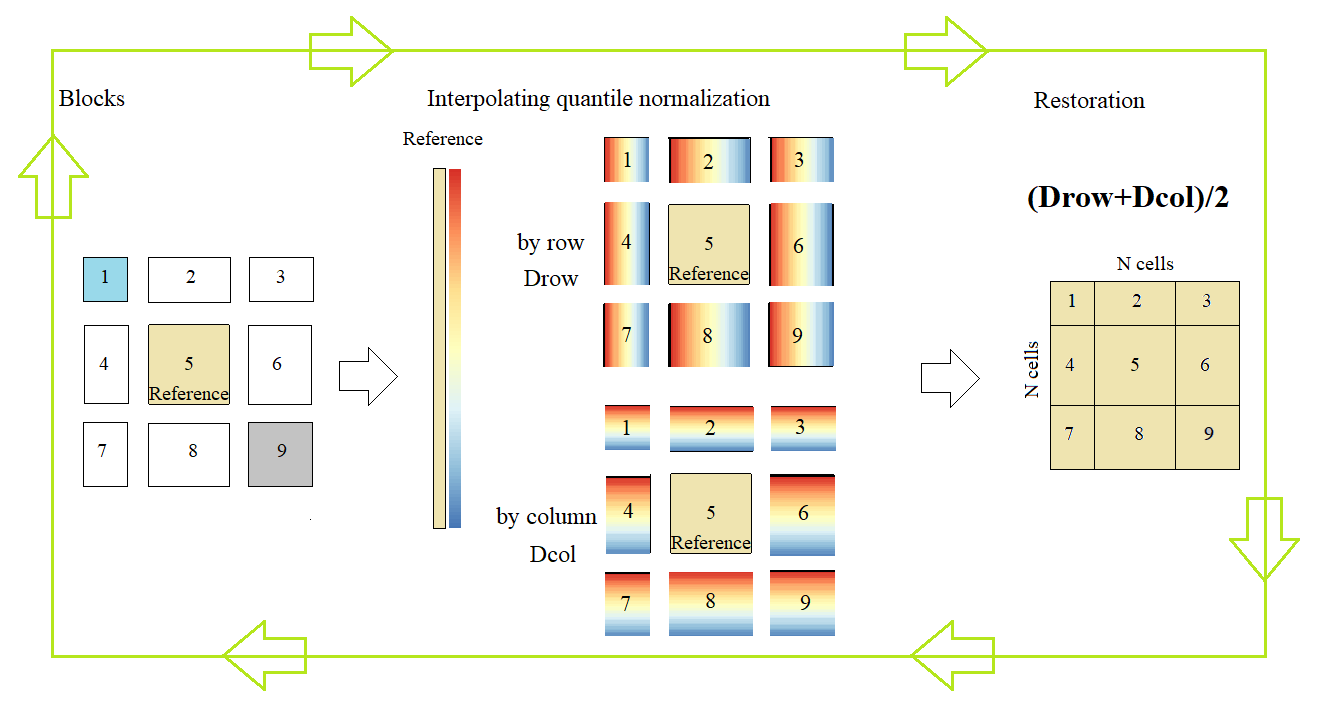 Blocks
Interpolating quantile normalization
Restoration
Reference
1 2 3
4 5 6
Reference
7 8 9
by row
Drow
1 2 3
4 5 6
Reference
7 8 9
by column
Dcol
1 2 3
4 5 6
Reference
7 8 9
(Drow+Dcol)/2
N cells
N cells
1 2 3
4 5 6
7 8 9